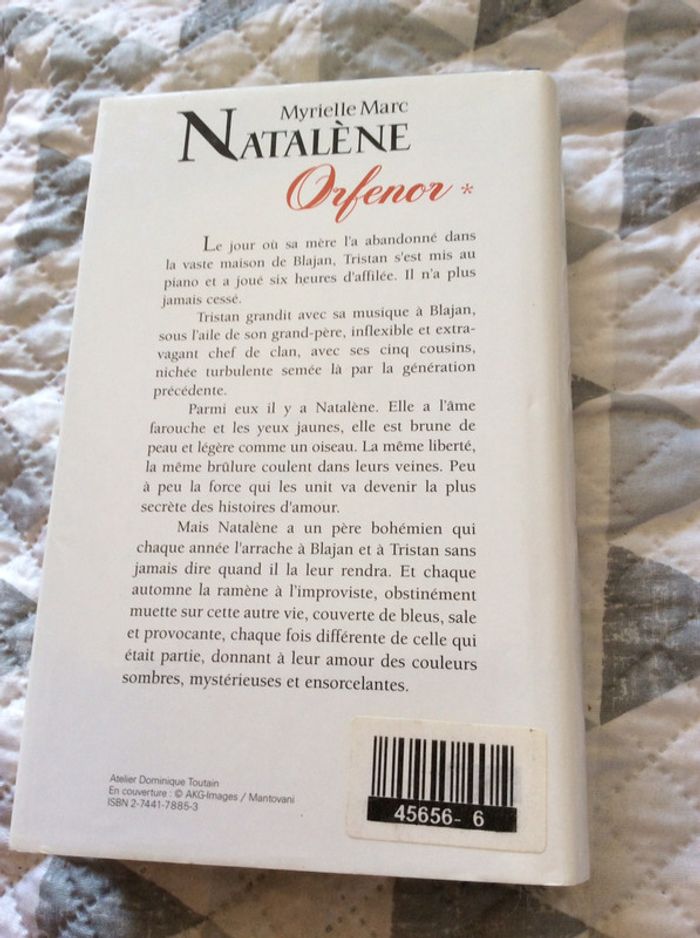 Myrielle Marc
NATALÈNE
Orfenor *
Le jour où sa mère l'a abandonné dans
la vaste maison de Blajan, Tristan s'est mis au
piano et a joué six heures d'affilée. Il n'a plus
jamais cessé.
Tristan grandit avec sa musique à Blajan,
sous l'aile de son grand-père, inflexible et extra-
vagant chef de clan, avec ses cinq cousins,
nichée turbulente semée là par la génération
précédente.
Parmi eux il y a Natalène. Elle a l'âme
farouche et les yeux jaunes, elle est brune de
peau et légère comme un oiseau. La même liberté,
la même brûlure coulent dans leurs veines. Peu
à peu la force qui les unit va devenir la plus
secrète des histoires d'amour.
Mais Natalène a un père bohémien qui
chaque année l'arrache à Blajan et à Tristan sans
jamais dire quand il la leur rendra. Et chaque
automne la ramène à l'improviste, obstinément
muette sur cette autre vie, couverte de bleus, sale
et provocante, chaque fois différente de celle qui
était partie, donnant à leur amour des couleurs
sombres, mystérieuses et ensorcelantes.
Atelier Dominique Toutain
En couverture : © AKG-Images / Mantovani
ISBN 2-7441-7885-3
45656- 6